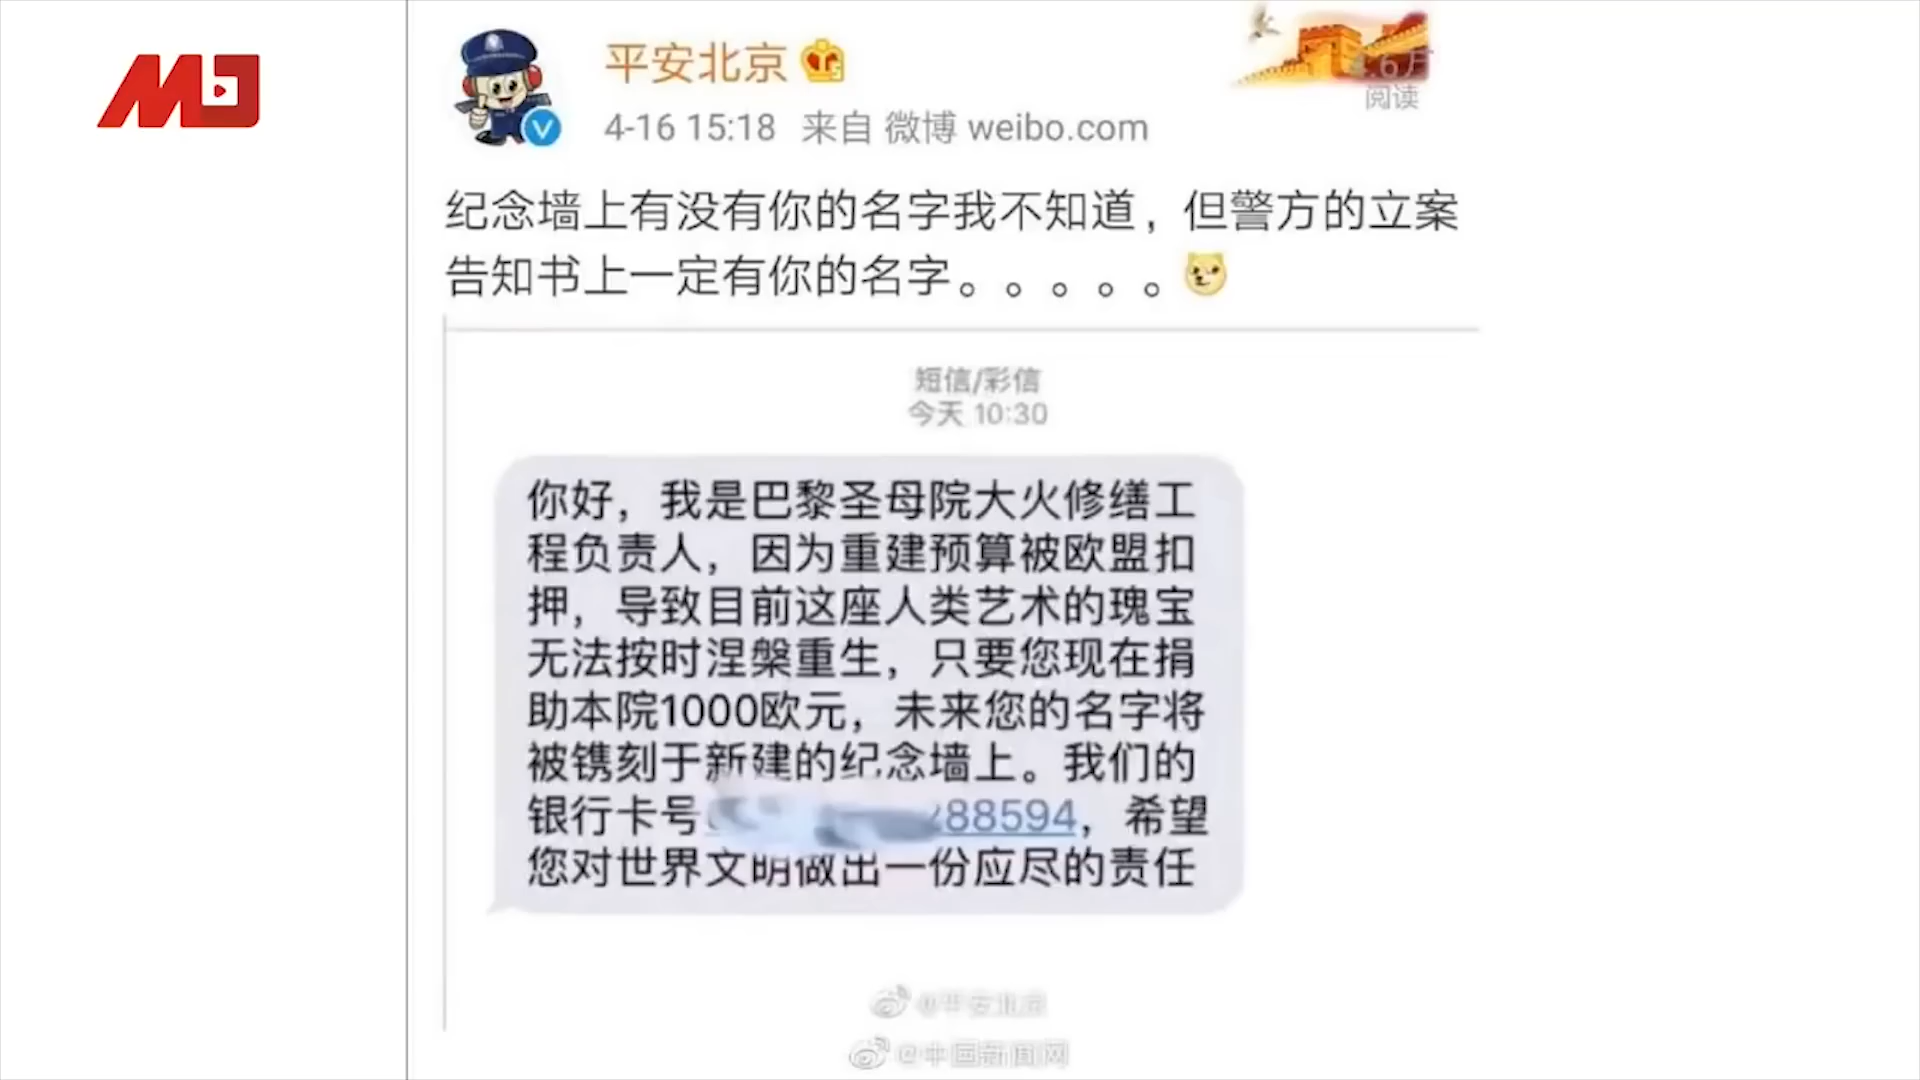 MJ
平安北京
4-16 15:18 来自 微博 weibo.com
阅读
纪念墙上有没有你的名字我不知道，但警方的立案
告知书上一定有你的名字。。。。。
短信/彩信
今天 10:30
你好，我是巴黎圣母院大火修缮工
程负责人，因为重建预算被欧盟扣
押，导致目前这座人类艺术的瑰宝
无法按时涅槃重生，只要您现在捐
助本院1000欧元，未来您的名字将
被镌刻于新建的纪念墙上。我们的
银行卡号 88594，希望
您对世界文明做出一份应尽的责任
@平安北京
@中国新闻网